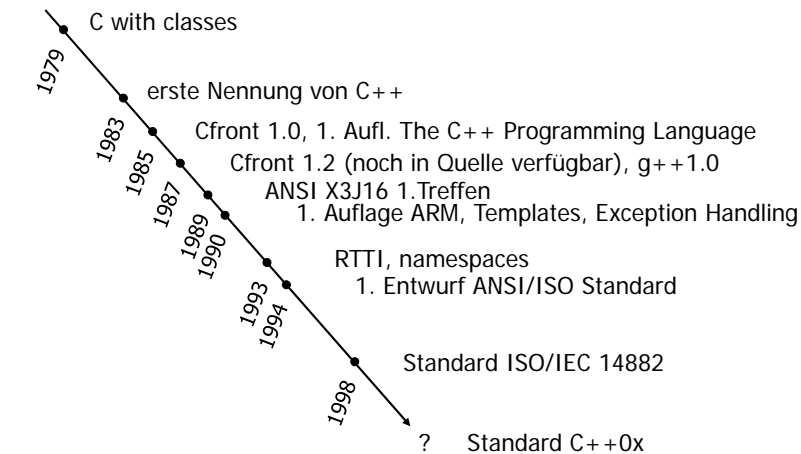 C with classes
1979
erste Nennung von C++
1983
Cfront 1.0, 1. Aufl. The C++ Programming Language
1985
Cfront 1.2 (noch in Quelle verfügbar), g++1.0
1987
ANSI X3J16 1.Treffen
1989
1. Auflage ARM, Templates, Exception Handling
1990
RTTI, namespaces
1993
1. Entwurf ANSI/ISO Standard
1994
Standard ISO/IEC 14882
1998
? Standard C++0x